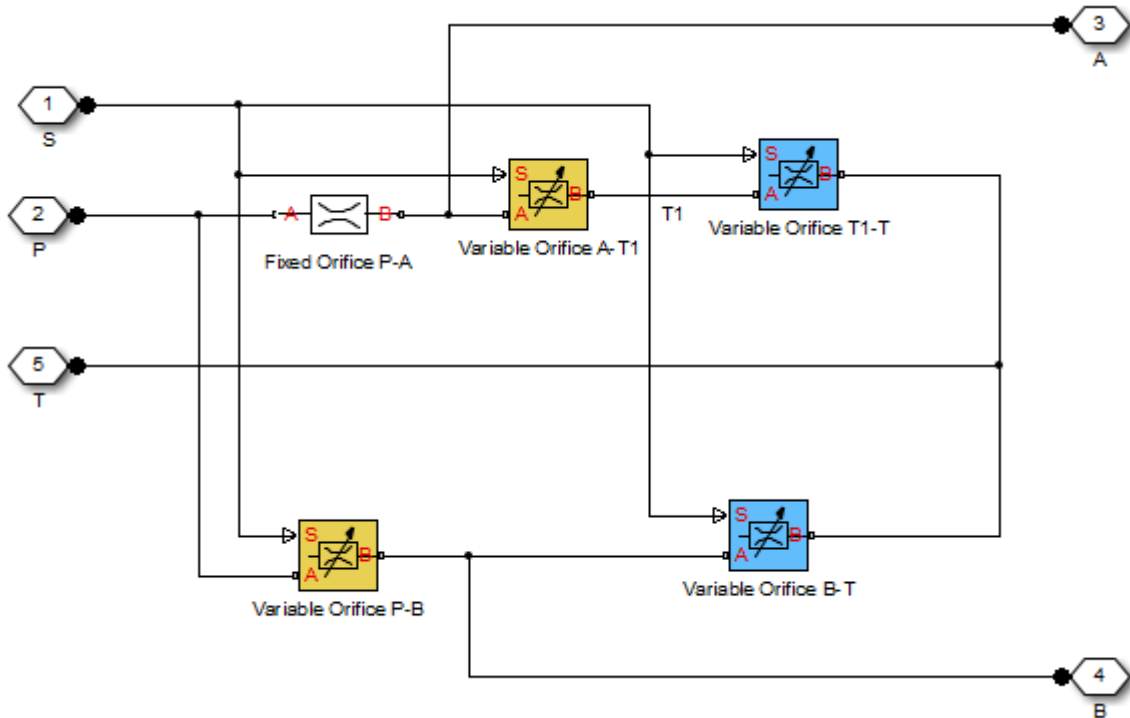 3
A
1
S
S
A
B
Variable Orifice T1-T
S
A
B
Variable Orifice A-T1
T1
2
P
A
B
Fixed Orifice P-A
5
T
S
A
B
Variable Orifice P-B
S
A
B
Variable Orifice B-T
4
B